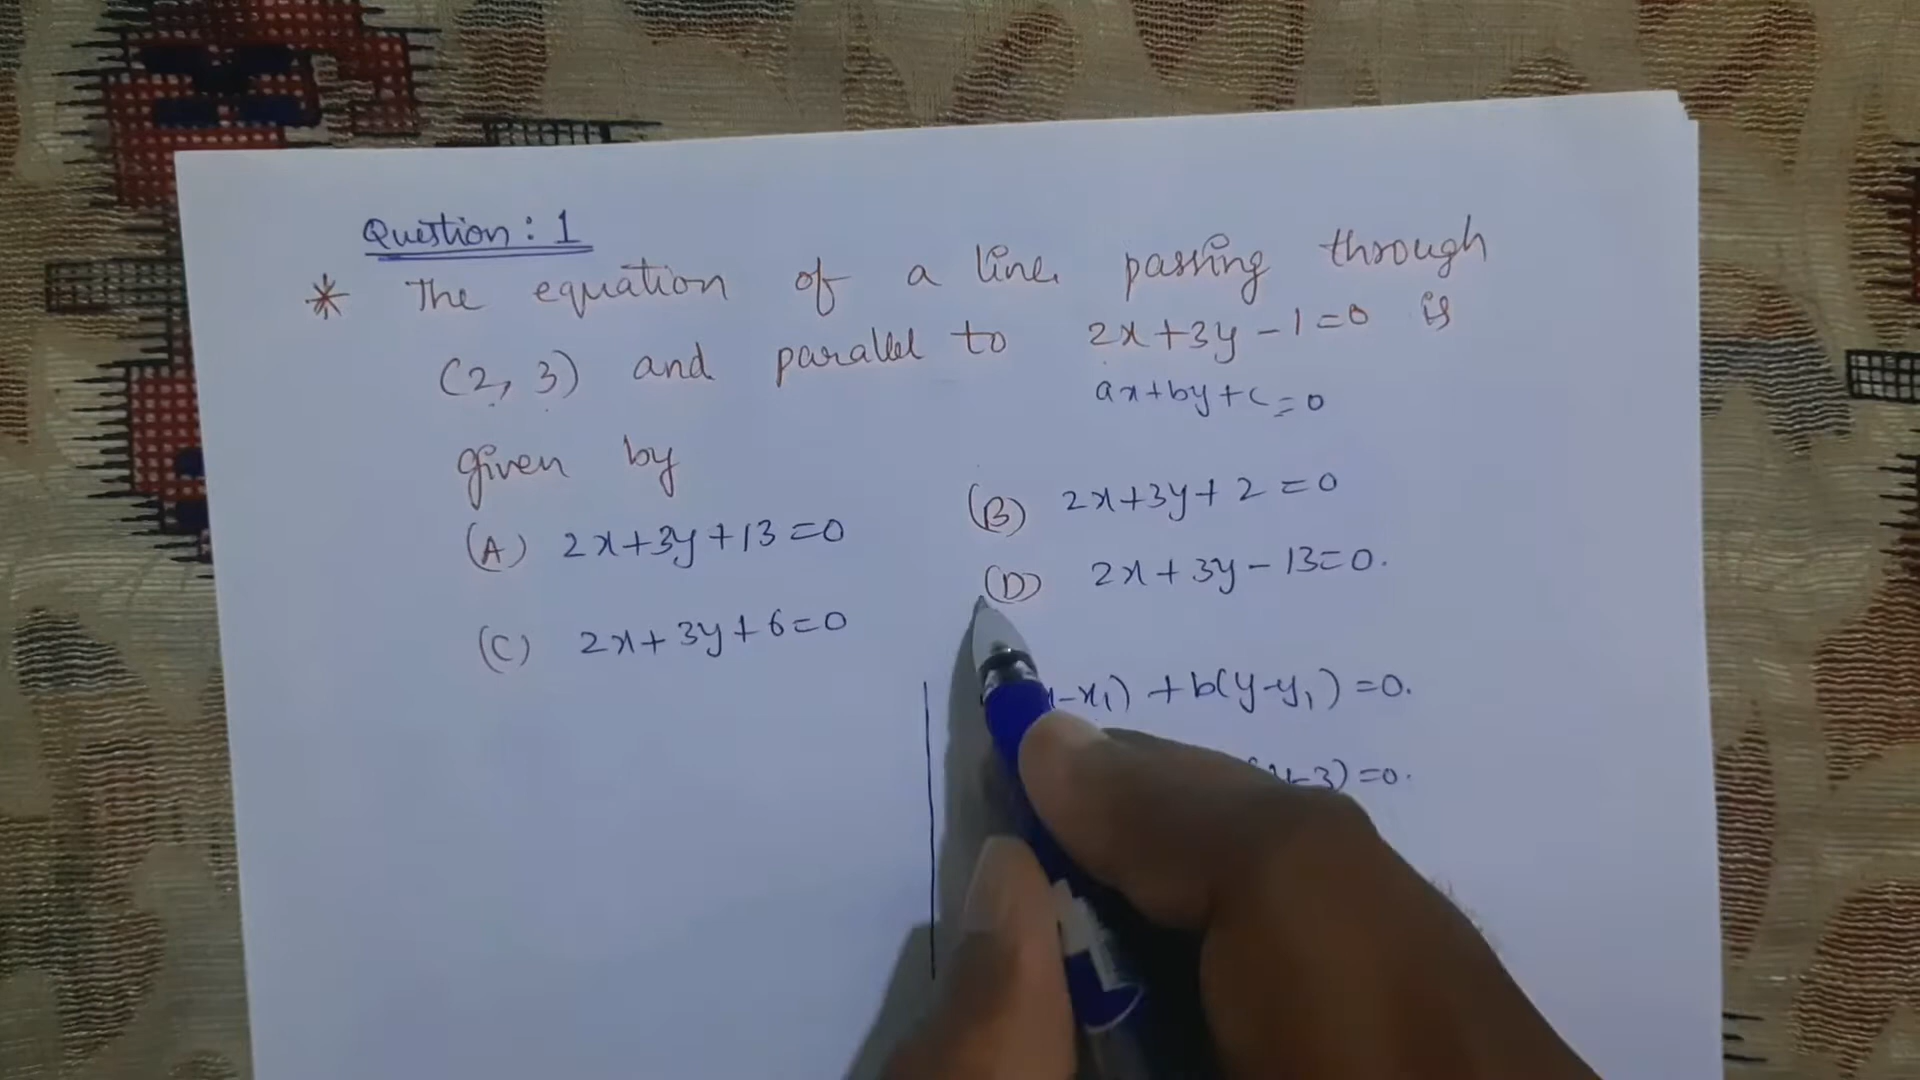 Question: 1
* The equation of a line passing through
(2, 3) and parallel to 2x+3y-1=0 is
ax+by+c=0
given by
(A) 2x+3y+13=0 (B) 2x+3y+2=0
(C) 2x+3y+6=0 (D) 2x+3y-13=0.
-x₁) + b(y-y₁) = 0.
y-3)=0.